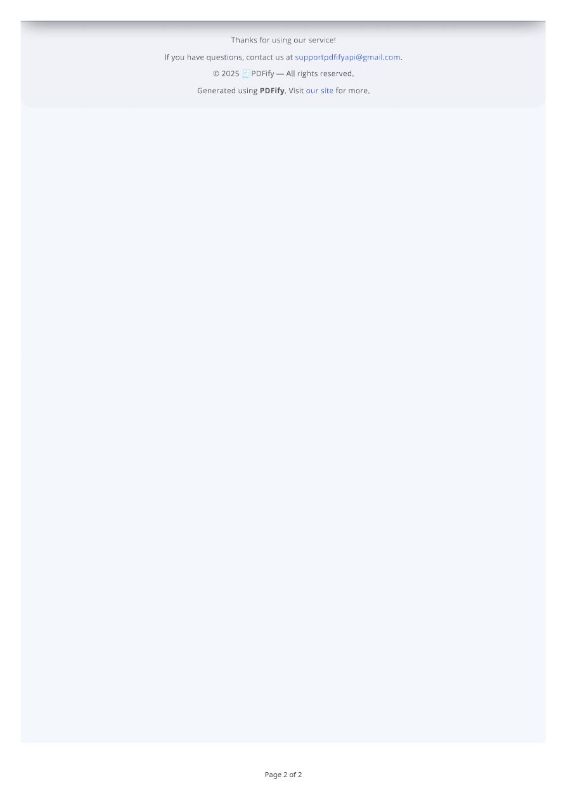 Thanks for using our service!
If you have questions, contact us at supportpdfifyapi@gmail.com.
© 2025 🧾 PDFify — All rights reserved.
Generated using PDFify. Visit our site for more.
Page 2 of 2